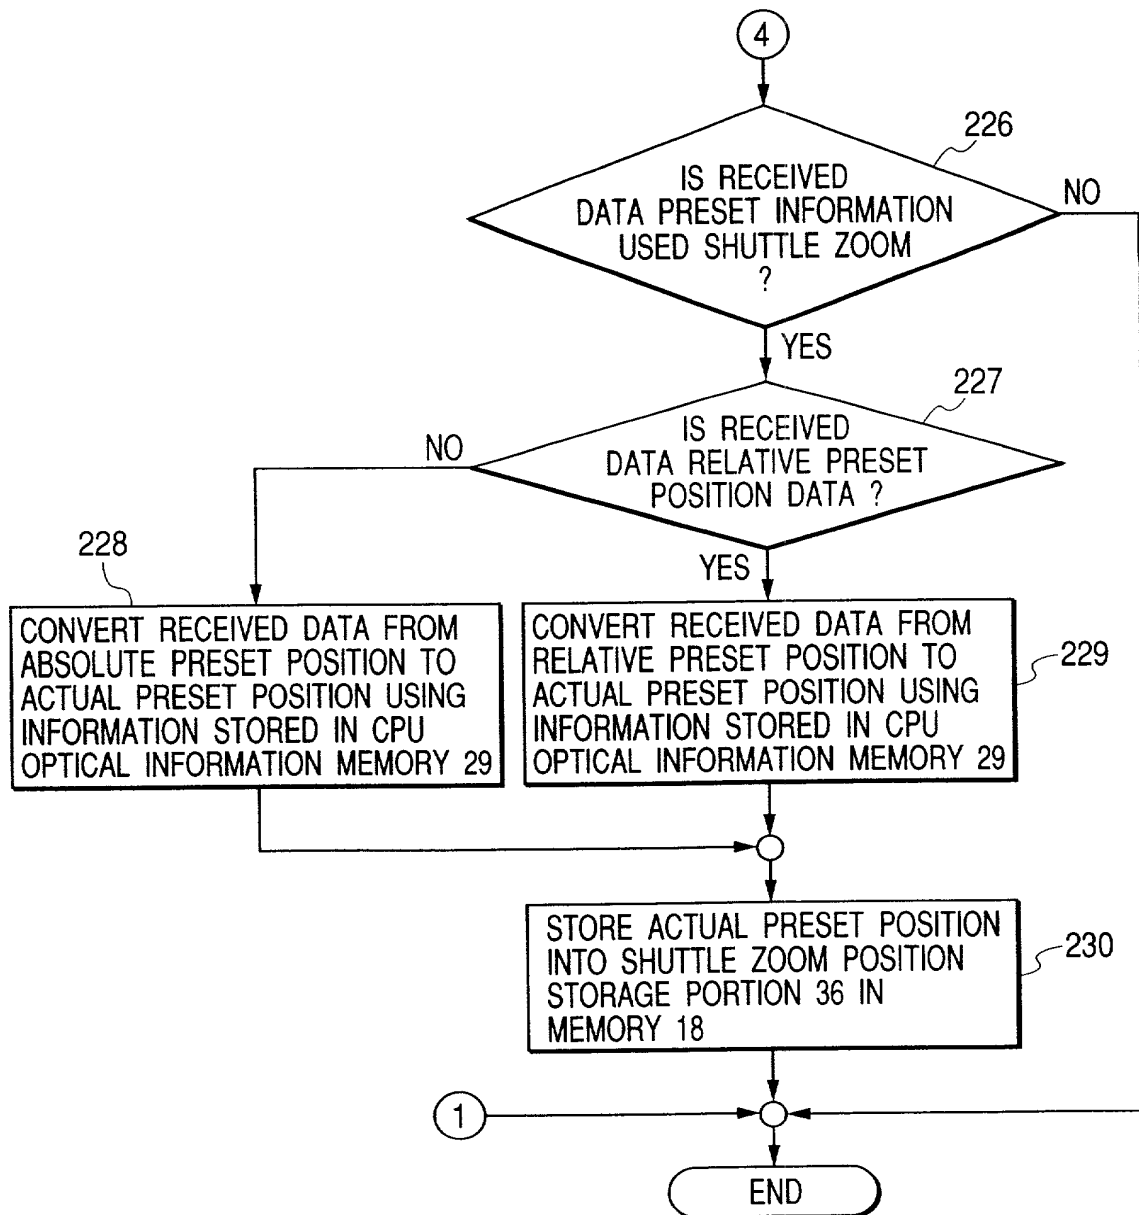 4
226
IS RECEIVED
DATA PRESET INFORMATION
USED SHUTTLE ZOOM
?
NO
YES
227
IS RECEIVED
DATA RELATIVE PRESET
POSITION DATA ?
NO
YES
228
CONVERT RECEIVED DATA FROM
ABSOLUTE PRESET POSITION TO
ACTUAL PRESET POSITION USING
INFORMATION STORED IN CPU
OPTICAL INFORMATION MEMORY 29
CONVERT RECEIVED DATA FROM
RELATIVE PRESET POSITION TO
ACTUAL PRESET POSITION USING
INFORMATION STORED IN CPU
OPTICAL INFORMATION MEMORY 29
229
STORE ACTUAL PRESET POSITION
INTO SHUTTLE ZOOM POSITION
STORAGE PORTION 36 IN
MEMORY 18
230
1
END